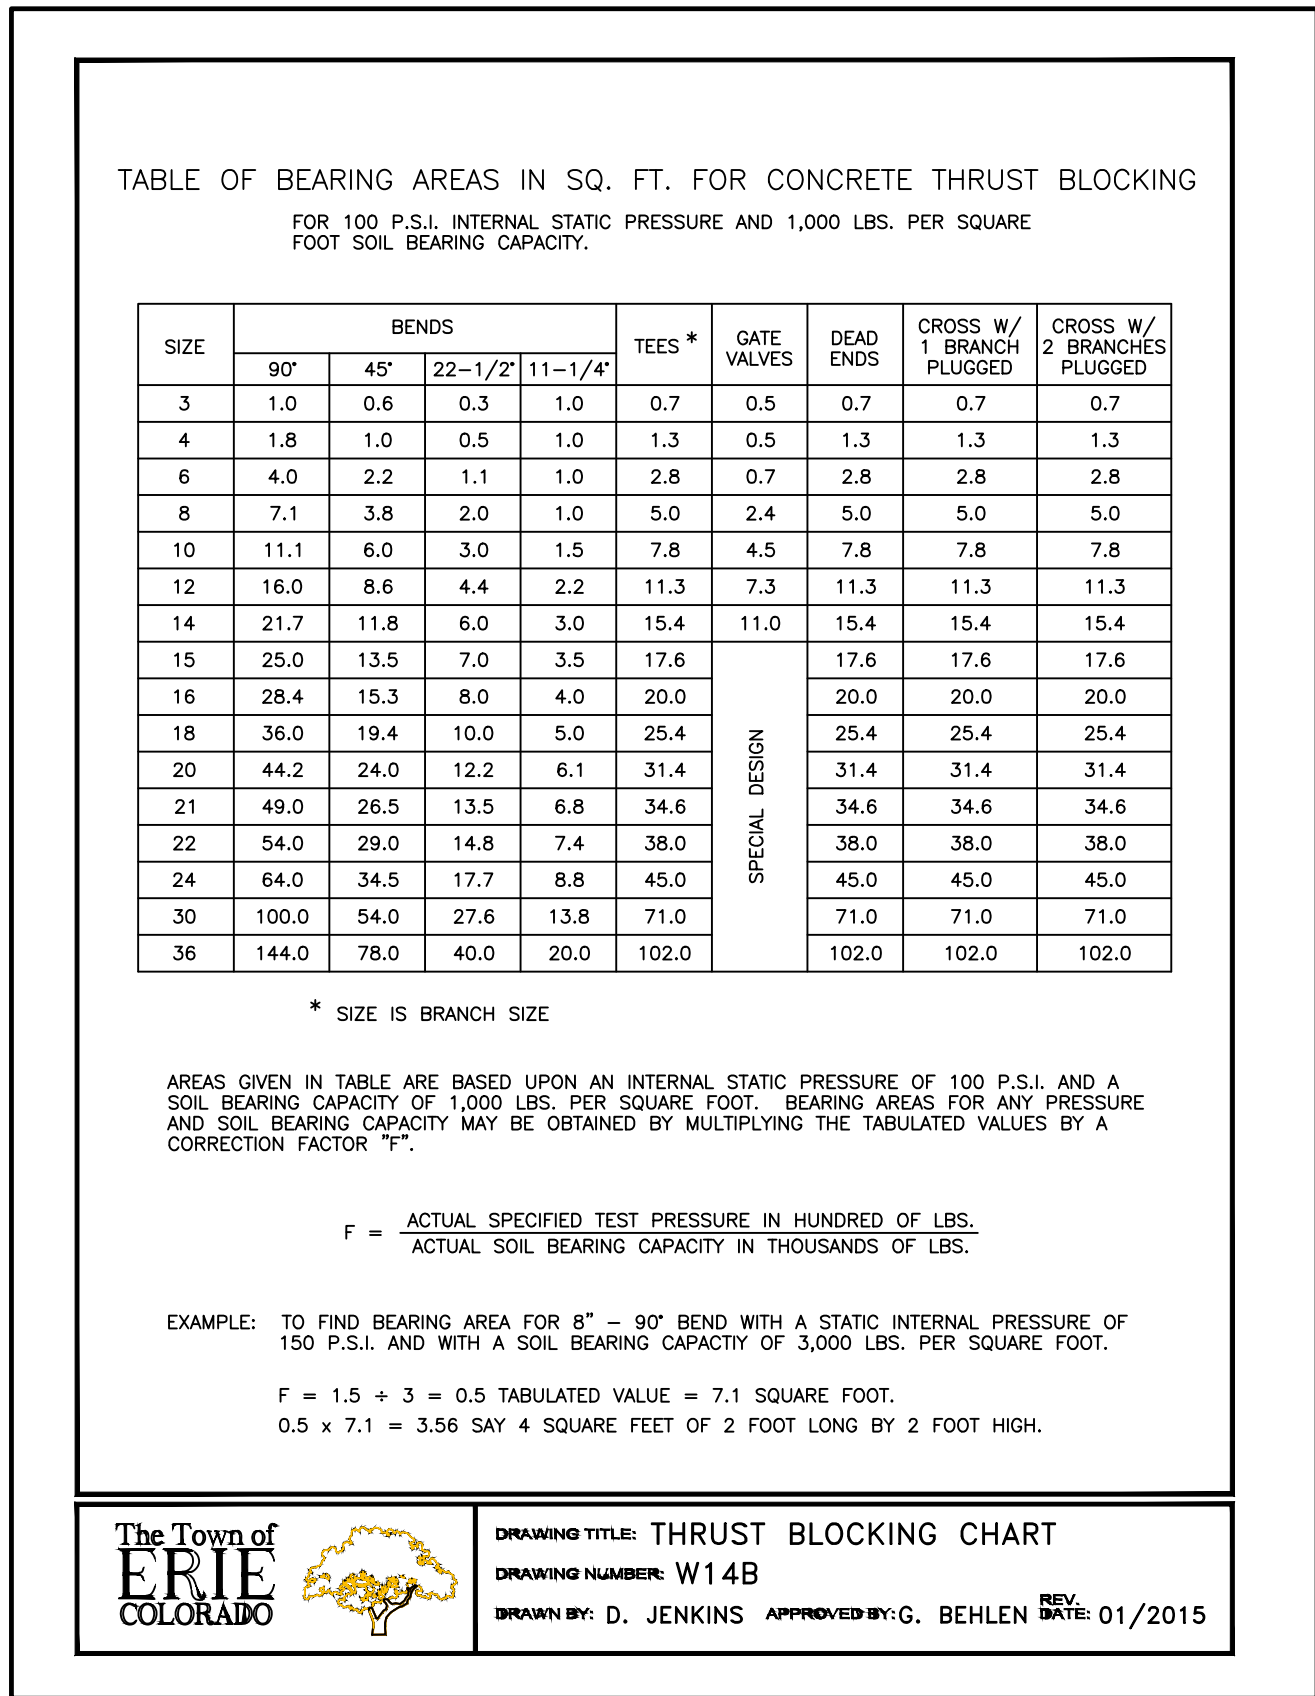 TABLE OF BEARING AREAS IN SQ. FT. FOR CONCRETE THRUST BLOCKING
FOR 100 P.S.I. INTERNAL STATIC PRESSURE AND 1,000 LBS. PER SQUARE
FOOT SOIL BEARING CAPACITY.
SIZE BENDS TEES * GATE VALVES DEAD ENDS CROSS W/ 1 BRANCH PLUGGED CROSS W/ 2 BRANCHES PLUGGED
90° 45° 22-1/2° 11-1/4°
3 1.0 0.6 0.3 1.0 0.7 0.5 0.7 0.7 0.7
4 1.8 1.0 0.5 1.0 1.3 0.5 1.3 1.3 1.3
6 4.0 2.2 1.1 1.0 2.8 0.7 2.8 2.8 2.8
8 7.1 3.8 2.0 1.0 5.0 2.4 5.0 5.0 5.0
10 11.1 6.0 3.0 1.5 7.8 4.5 7.8 7.8 7.8
12 16.0 8.6 4.4 2.2 11.3 7.3 11.3 11.3 11.3
14 21.7 11.8 6.0 3.0 15.4 11.0 15.4 15.4 15.4
15 25.0 13.5 7.0 3.5 17.6 17.6 17.6 17.6
16 28.4 15.3 8.0 4.0 20.0 20.0 20.0 20.0
18 36.0 19.4 10.0 5.0 25.4 25.4 25.4 25.4
20 44.2 24.0 12.2 6.1 31.4 31.4 31.4 31.4
21 49.0 26.5 13.5 6.8 34.6 34.6 34.6 34.6
22 54.0 29.0 14.8 7.4 38.0 38.0 38.0 38.0
24 64.0 34.5 17.7 8.8 45.0 45.0 45.0 45.0
30 100.0 54.0 27.6 13.8 71.0 71.0 71.0 71.0
36 144.0 78.0 40.0 20.0 102.0 102.0 102.0 102.0
SPECIAL DESIGN
* SIZE IS BRANCH SIZE
AREAS GIVEN IN TABLE ARE BASED UPON AN INTERNAL STATIC PRESSURE OF 100 P.S.I. AND A
SOIL BEARING CAPACITY OF 1,000 LBS. PER SQUARE FOOT. BEARING AREAS FOR ANY PRESSURE
AND SOIL BEARING CAPACITY MAY BE OBTAINED BY MULTIPLYING THE TABULATED VALUES BY A
CORRECTION FACTOR "F".
F = ACTUAL SPECIFIED TEST PRESSURE IN HUNDRED OF LBS.
ACTUAL SOIL BEARING CAPACITY IN THOUSANDS OF LBS.
EXAMPLE: TO FIND BEARING AREA FOR 8" – 90° BEND WITH A STATIC INTERNAL PRESSURE OF
150 P.S.I. AND WITH A SOIL BEARING CAPACTIY OF 3,000 LBS. PER SQUARE FOOT.
F = 1.5 ÷ 3 = 0.5 TABULATED VALUE = 7.1 SQUARE FOOT.
0.5 x 7.1 = 3.56 SAY 4 SQUARE FEET OF 2 FOOT LONG BY 2 FOOT HIGH.
The Town of
ERIE
COLORADO
DRAWING TITLE: THRUST BLOCKING CHART
DRAWING NUMBER: W14B
DRAWN BY: D. JENKINS APPROVED BY: G. BEHLEN REV. DATE: 01/2015